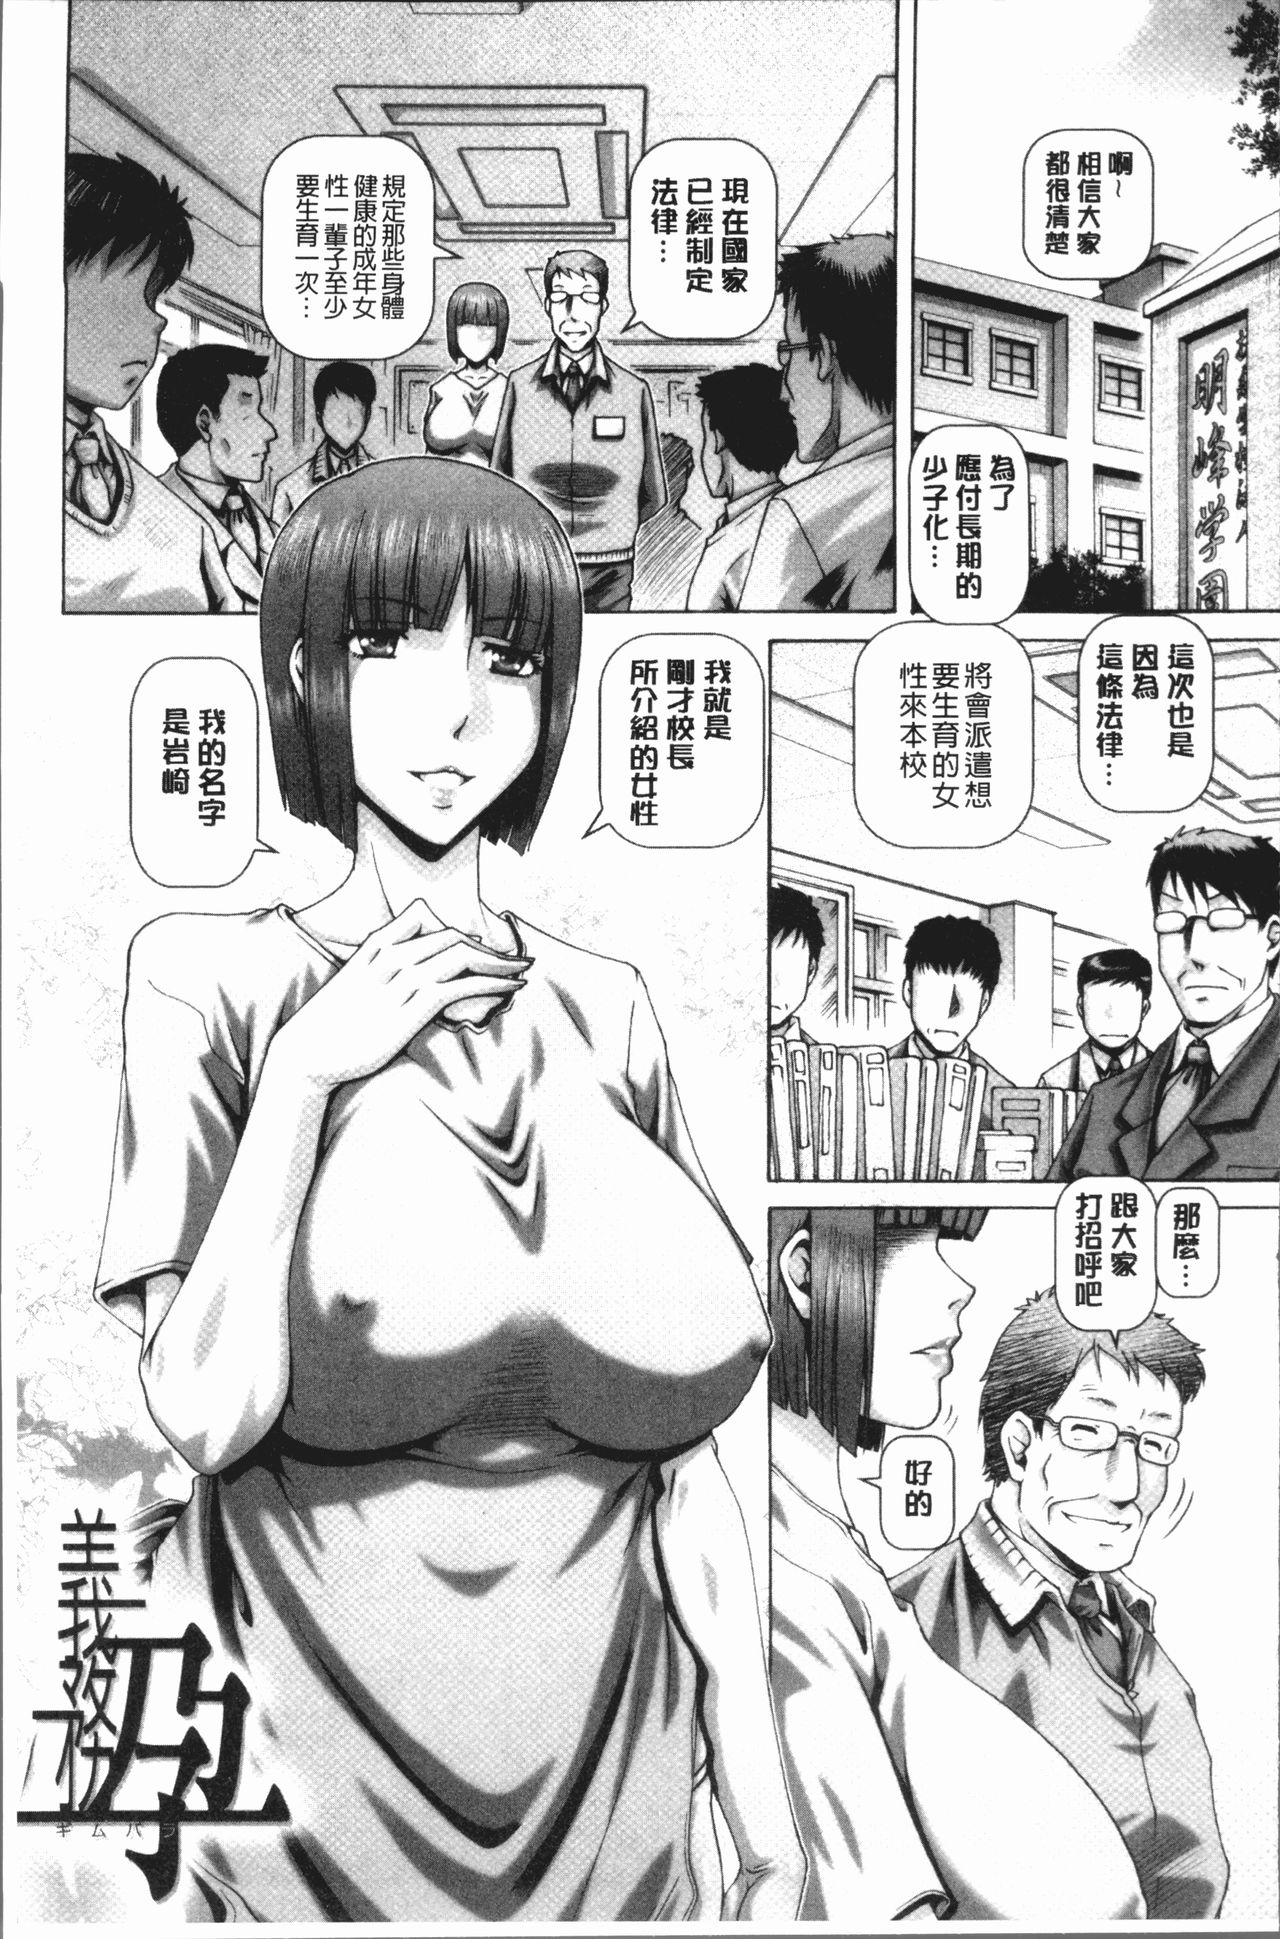 啊～
相信大家
都很清楚
明峰学園
為了
應付長期的
少子化…
現在國家
已經制定
法律…
規定那些身體
健康的成年女
性一輩子至少
要生育一次…
這次也是
因為
這條法律…
將會派遣想
要生育的女
性來本校
那麼…
跟大家
打招呼吧
好的
我就是
剛才校長
所介紹的女性
我的名字
是岩崎
義務孕
ギムバラ